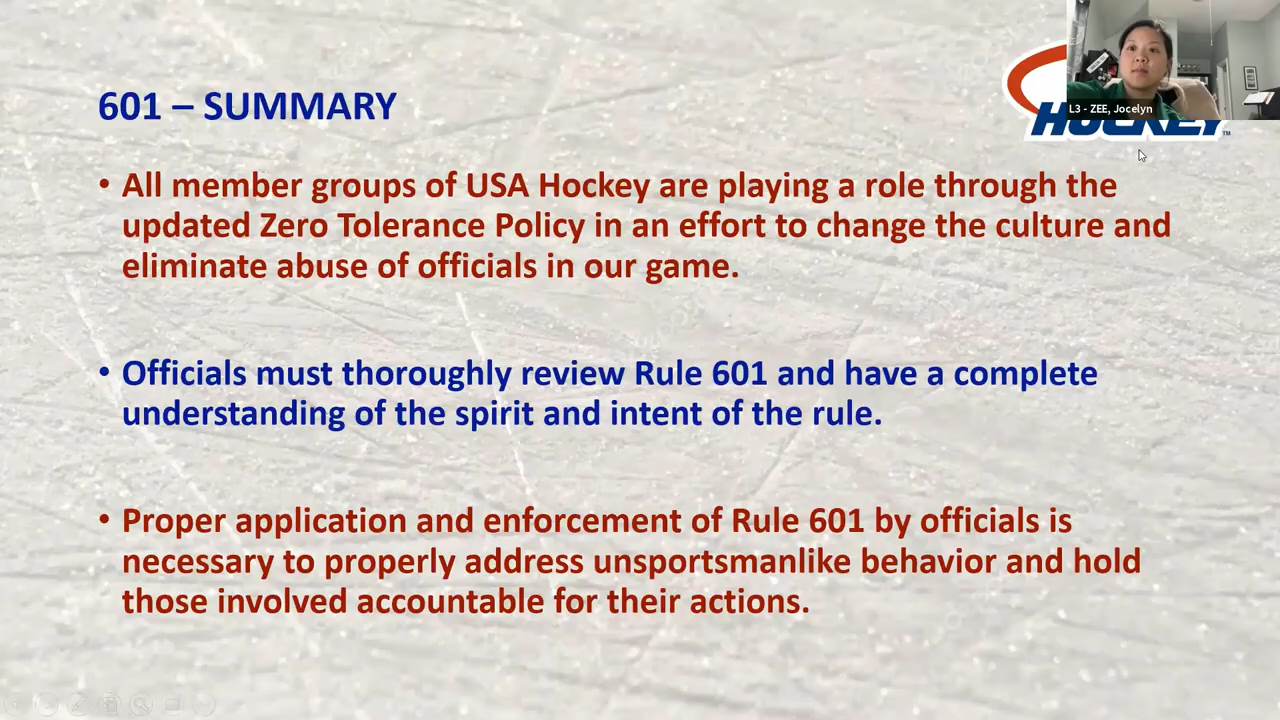 L3 - ZEE, Jocelyn
HOCKEY™
601 – SUMMARY
• All member groups of USA Hockey are playing a role through the
updated Zero Tolerance Policy in an effort to change the culture and
eliminate abuse of officials in our game.
• Officials must thoroughly review Rule 601 and have a complete
understanding of the spirit and intent of the rule.
• Proper application and enforcement of Rule 601 by officials is
necessary to properly address unsportsmanlike behavior and hold
those involved accountable for their actions.